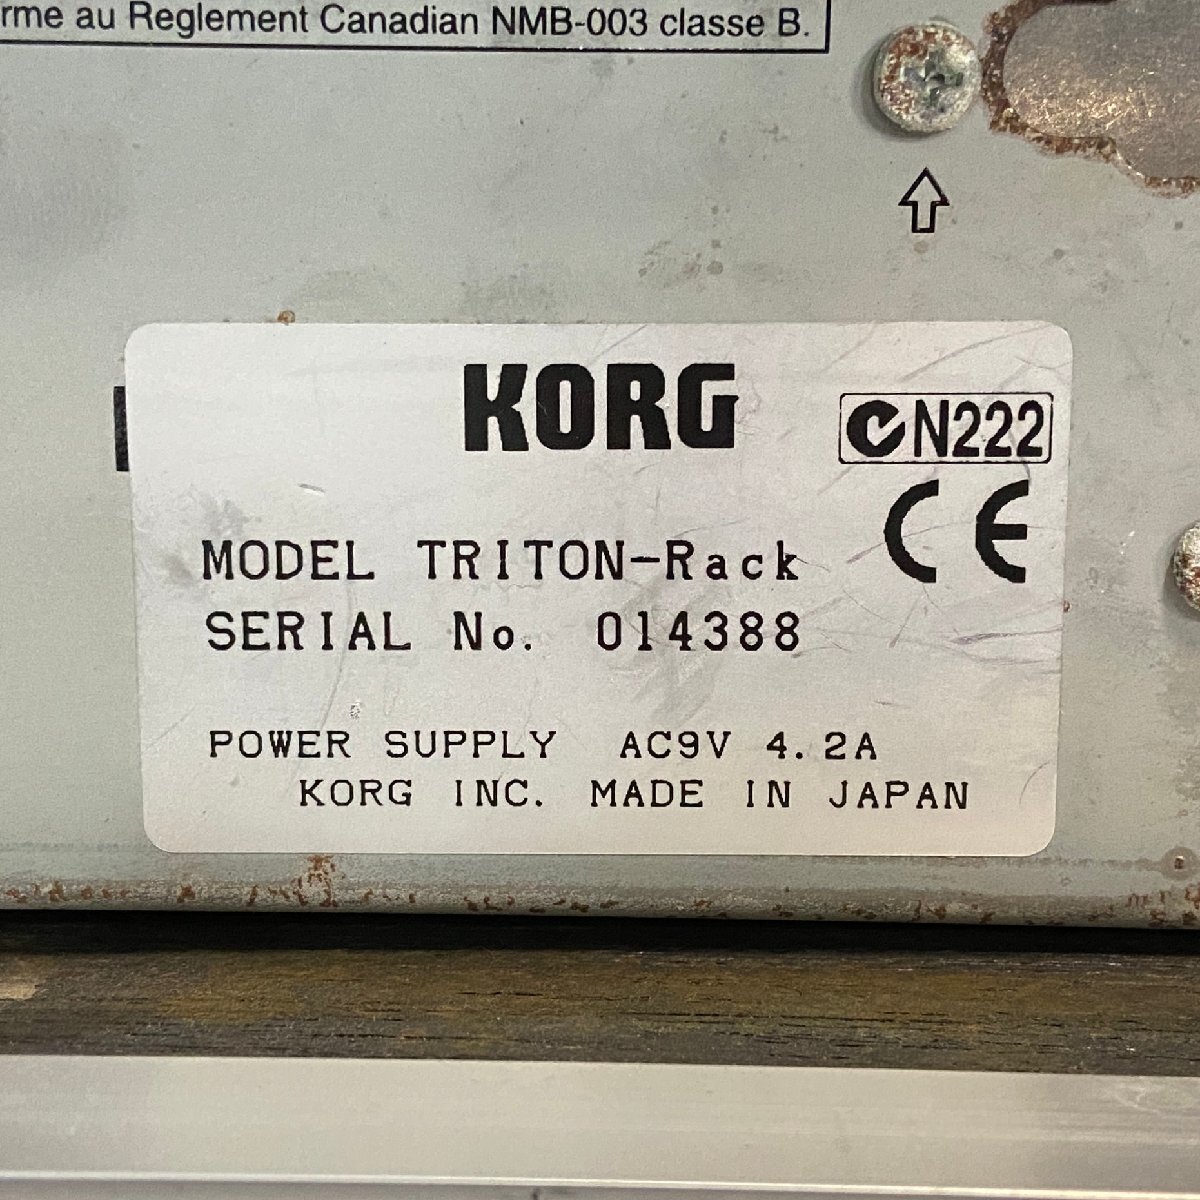 rme au Reglement Canadian NMB-003 classe B.
KORG
N222
CE
MODEL TRITON-Rack
SERIAL No. 014388
POWER SUPPLY AC9V 4.2A
KORG INC. MADE IN JAPAN